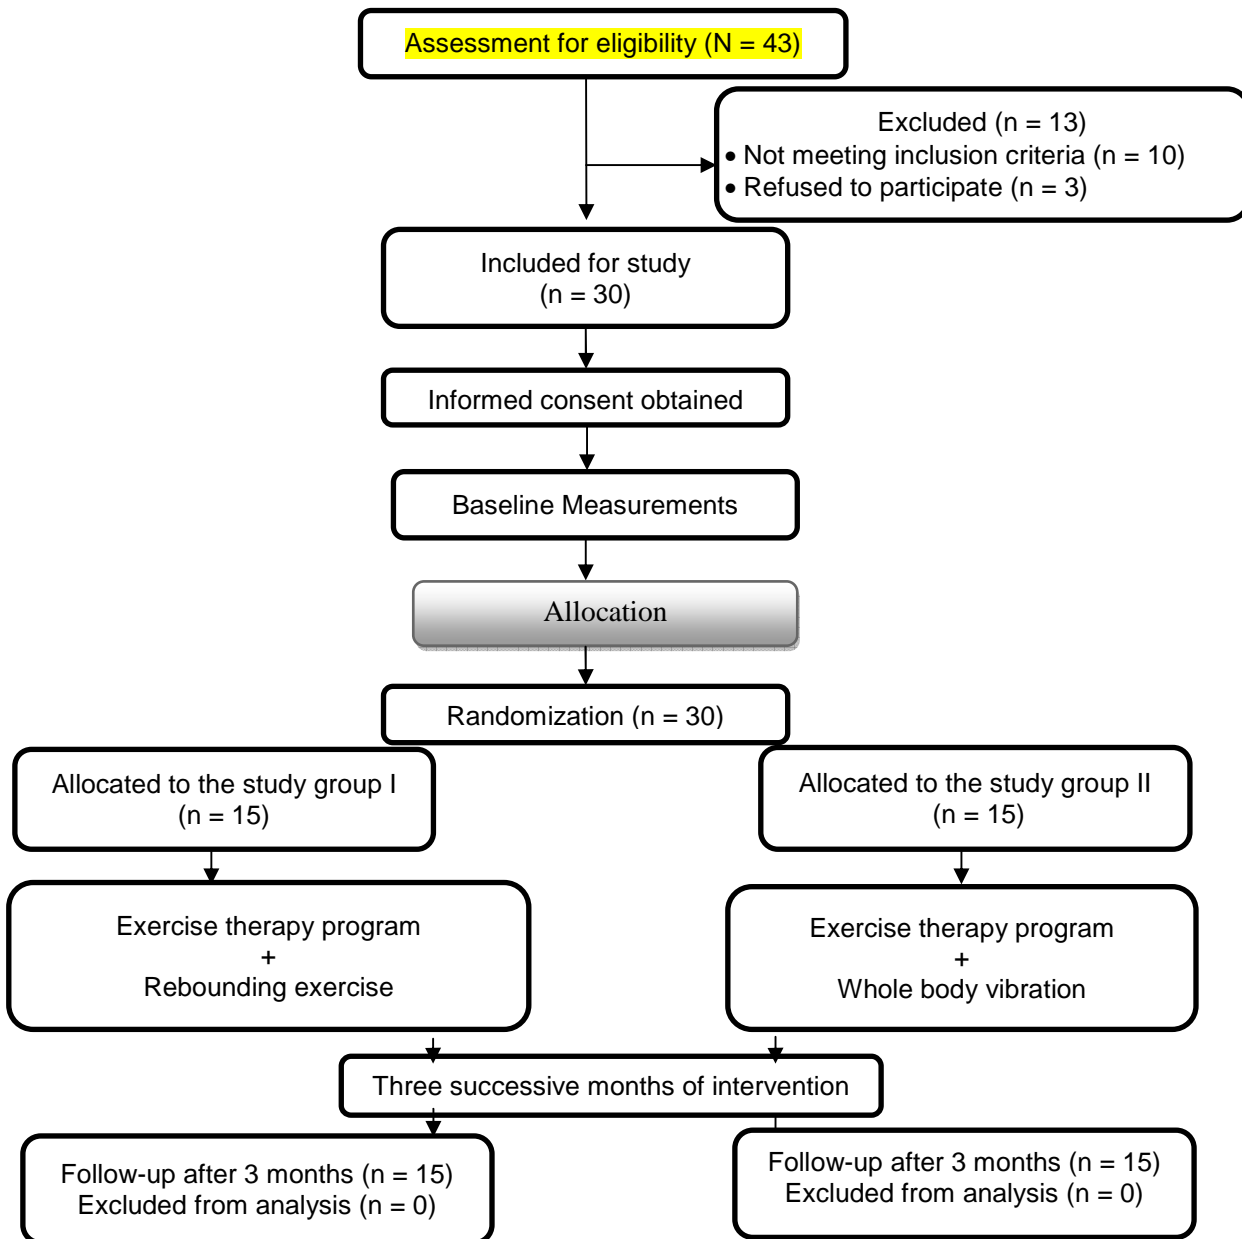 Assessment for eligibility (N = 43)
Excluded (n = 13)
• Not meeting inclusion criteria (n = 10)
• Refused to participate (n = 3)
Included for study
(n = 30)
Informed consent obtained
Baseline Measurements
Allocation
Randomization (n = 30)
Allocated to the study group I
(n = 15)
Allocated to the study group II
(n = 15)
Exercise therapy program
+
Rebounding exercise
Exercise therapy program
+
Whole body vibration
Three successive months of intervention
Follow-up after 3 months (n = 15)
Excluded from analysis (n = 0)
Follow-up after 3 months (n = 15)
Excluded from analysis (n = 0)